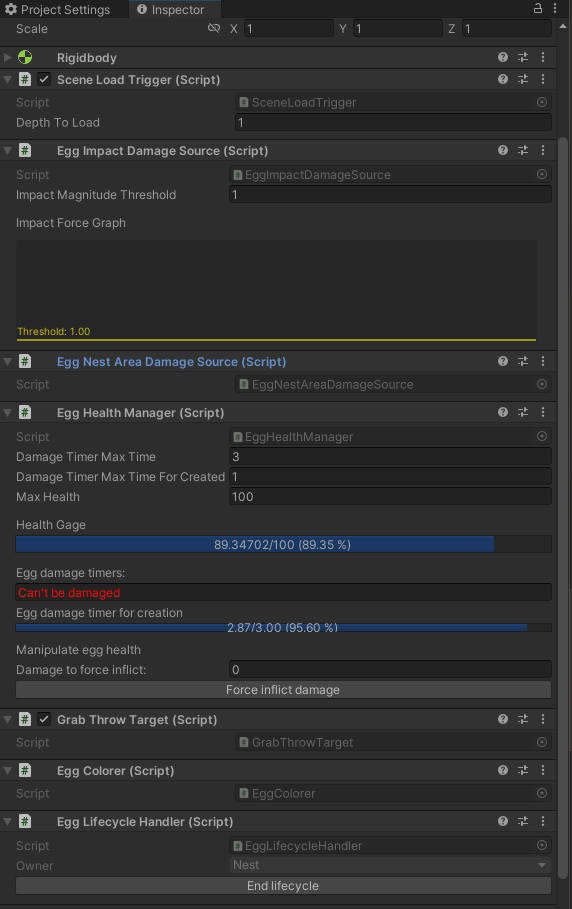 Project Settings Inspector
Scale X 1 Y 1 Z 1
Rigidbody
# Scene Load Trigger (Script)
Script SceneLoadTrigger
Depth To Load 1
# Egg Impact Damage Source (Script)
Script EggImpactDamageSource
Impact Magnitude Threshold 1
Impact Force Graph
Threshold: 1.00
# Egg Nest Area Damage Source (Script)
Script EggNestAreaDamageSource
# Egg Health Manager (Script)
Script EggHealthManager
Damage Timer Max Time 3
Damage Timer Max Time For Created 1
Max Health 100
Health Gage
89.34702/100 (89.35 %)
Egg damage timers:
Can't be damaged
Egg damage timer for creation
2.87/3.00 (95.60 %)
Manipulate egg health
Damage to force inflict: 0
Force inflict damage
# Grab Throw Target (Script)
Script GrabThrowTarget
# Egg Colorer (Script)
Script EggColorer
# Egg Lifecycle Handler (Script)
Script EggLifecycleHandler
Owner Nest
End lifecycle